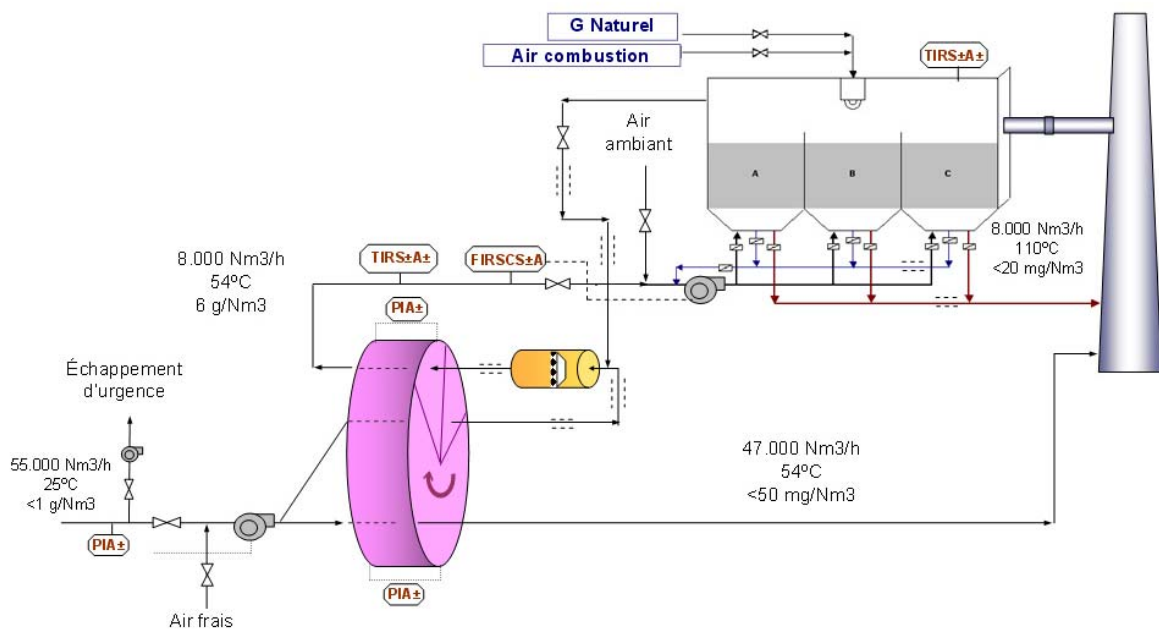 G Naturel
Air combustion
TIRS±A±
Air
ambiant
A
B
C
8.000 Nm3/h
110ºC
<20 mg/Nm3
8.000 Nm3/h
54ºC
6 g/Nm3
TIRS±A±
FIRSCS±A
PIA±
Échappement
d'urgence
55.000 Nm3/h
25ºC
<1 g/Nm3
47.000 Nm3/h
54ºC
<50 mg/Nm3
PIA±
PIA±
Air frais